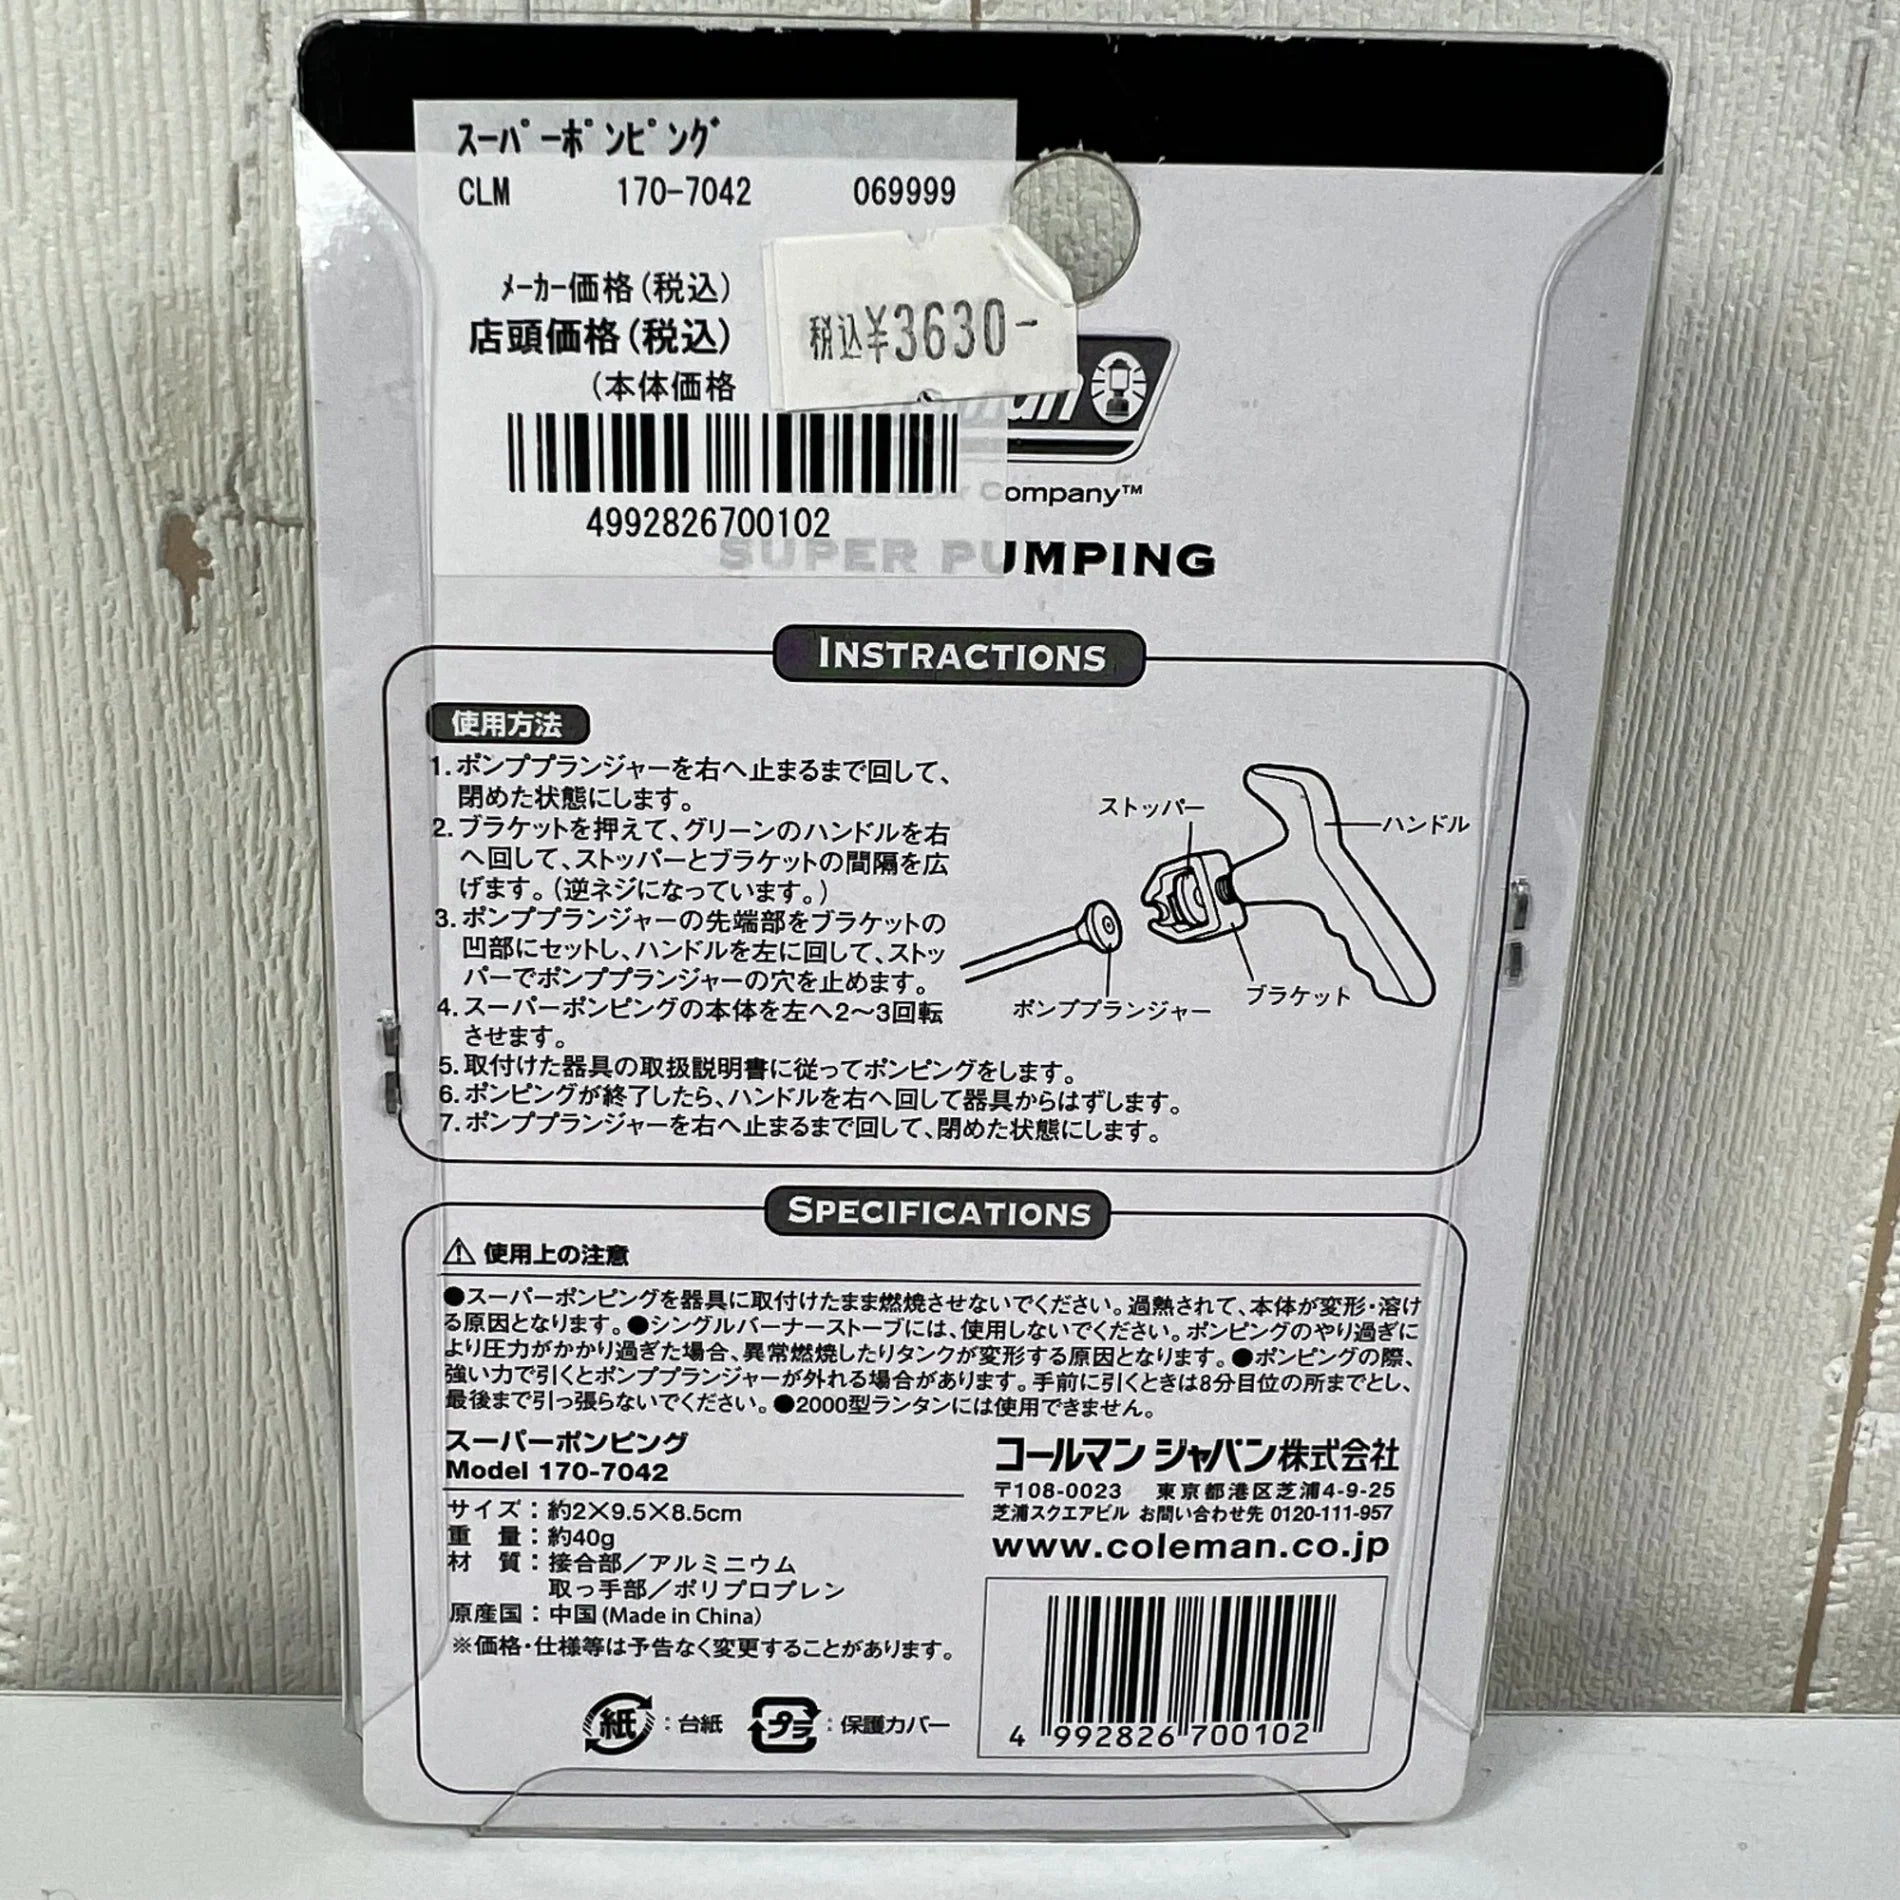 スーパーポンピング
CLM 170-7042 069999
メーカー価格(税込)
店頭価格(税込)
税込¥3630-
(本体価格
4992826700102
ompany™
SUPER PUMPING
INSTRACTIONS
使用方法
1.ポンププランジャーを右へ止まるまで回して、
閉めた状態にします。
2.ブラケットを押えて、グリーンのハンドルを右
へ回して、ストッパーとブラケットの間隔を広
げます。(逆ネジになっています。)
3.ポンププランジャーの先端部をブラケットの
凹部にセットし、ハンドルを左に回して、ストッ
パーでポンププランジャーの穴を止めます。
4.スーパーポンピングの本体を左へ2〜3回転
させます。
5.取付けた器具の取扱説明書に従ってポンピングをします。
6.ポンピングが終了したら、ハンドルを右へ回して器具からはずします。
7.ポンププランジャーを右へ止まるまで回して、閉めた状態にします。
ストッパー
ハンドル
ポンププランジャー
ブラケット
SPECIFICATIONS
⚠ 使用上の注意
●スーパーポンピングを器具に取付けたまま燃焼させないでください。過熱されて、本体が変形・溶け
る原因となります。●シングルバーナーストーブには、使用しないでください。ポンピングのやり過ぎに
より圧力がかかり過ぎた場合、異常燃焼したりタンクが変形する原因となります。●ポンピングの際、
強い力で引くとポンププランジャーが外れる場合があります。手前に引くときは8分目位の所までとし、
最後まで引っ張らないでください。●2000型ランタンには使用できません。
スーパーポンピング
Model 170-7042
サイズ:約2×9.5×8.5cm
重 量:約40g
材 質:接合部/アルミニウム
取っ手部/ポリプロプレン
原産国:中国(Made in China)
※価格・仕様等は予告なく変更することがあります。
紙:台紙 プラ:保護カバー
コールマン ジャパン株式会社
〒108-0023 東京都港区芝浦4-9-25
芝浦スクエアビル お問い合わせ先 0120-111-957
www.coleman.co.jp
4 992826 700102